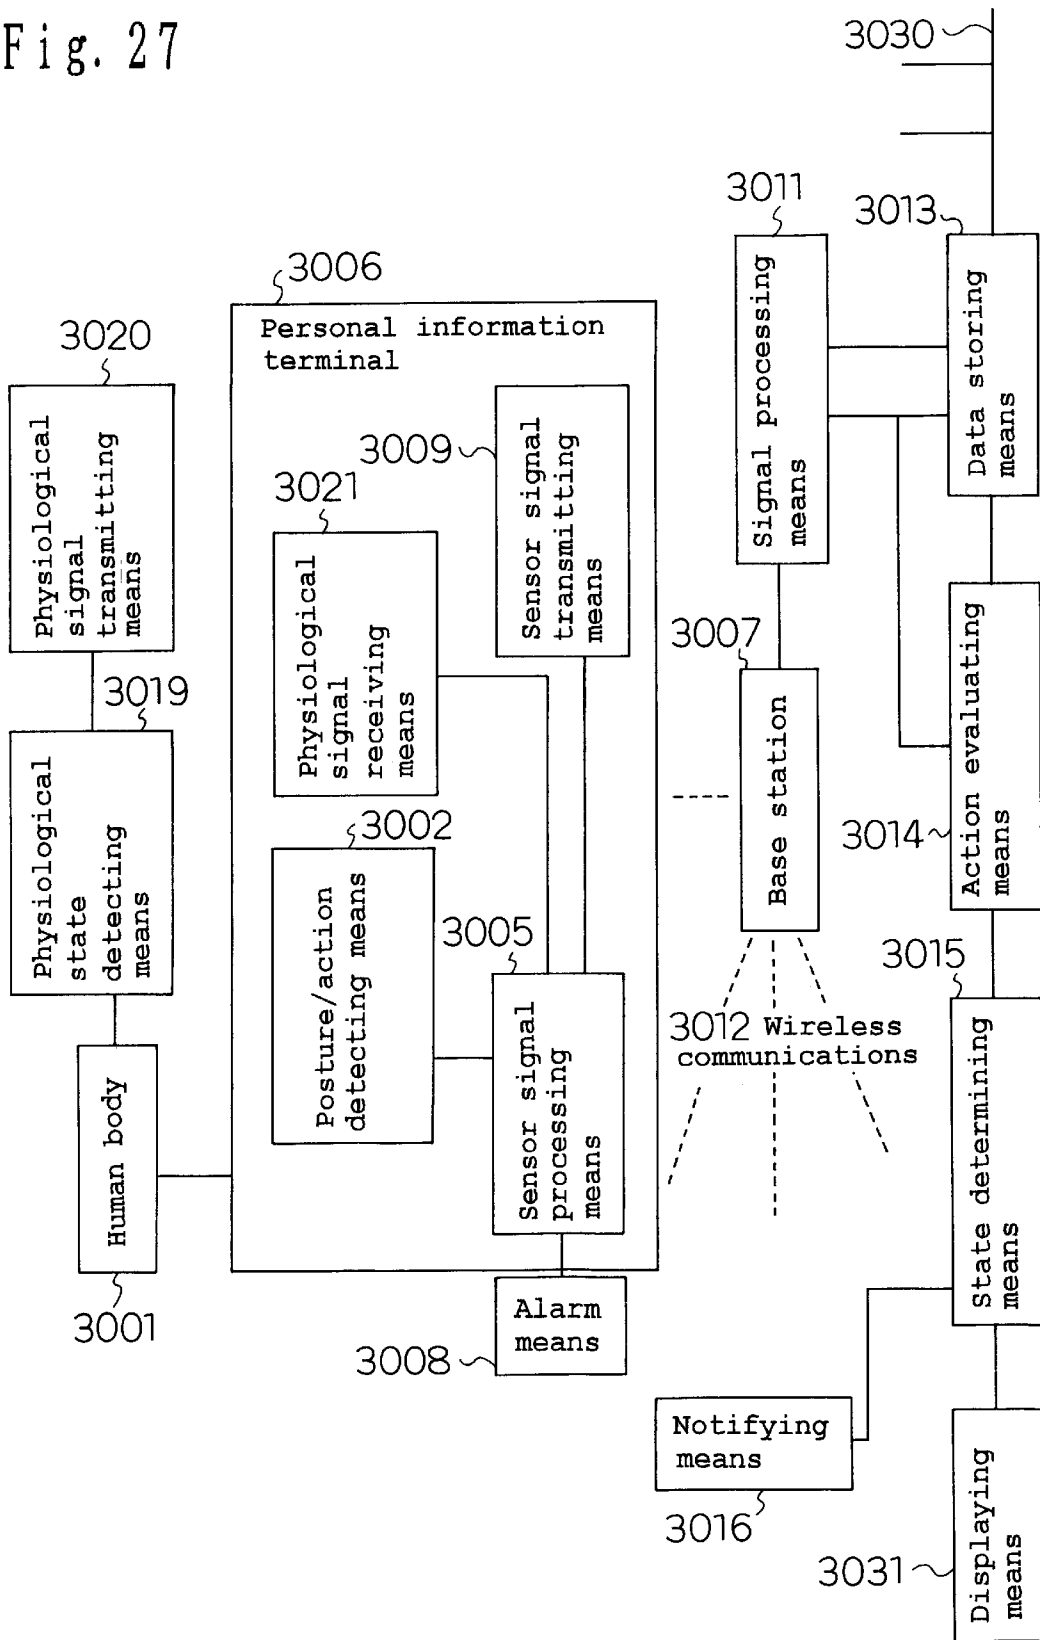 Fig. 27
3030
3011
3013
3006
Personal information
terminal
3020
Physiological
signal
transmitting
means
3009
Sensor signal
transmitting
means
3021
Physiological
signal
receiving
means
Signal processing
means
Data storing
means
3019
Physiological
state
detecting
means
3007
Base station
3002
Posture/action
detecting means
3014
Action evaluating
means
3005
Sensor signal
processing
means
3015
State determining
means
3012 Wireless
communications
Human body
3001
Alarm
means
3008
Notifying
means
3016
3031
Displaying
means